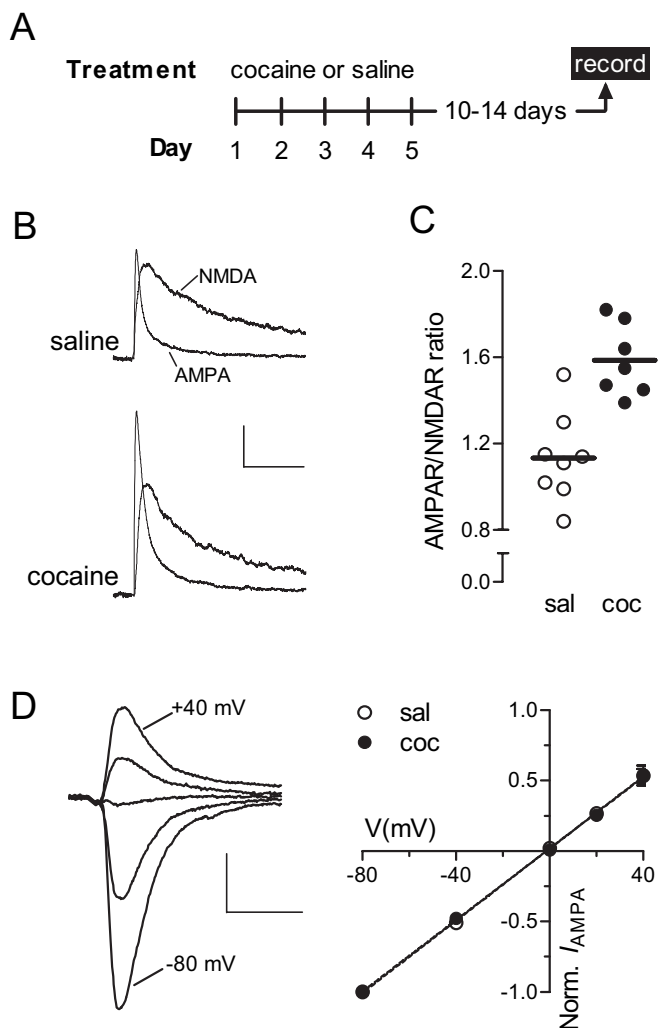 A
Treatment cocaine or saline record
10-14 days
Day 1 2 3 4 5
B
saline
NMDA
AMPA
cocaine
C
AMPAR/NMDAR ratio
2.0
1.6
1.2
0.8
0.0
sal coc
D
+40 mV
-80 mV
sal
coc
V(mV)
-80 -40 0 40
1.0
0.5
-0.5
-1.0
Norm. IAMPA